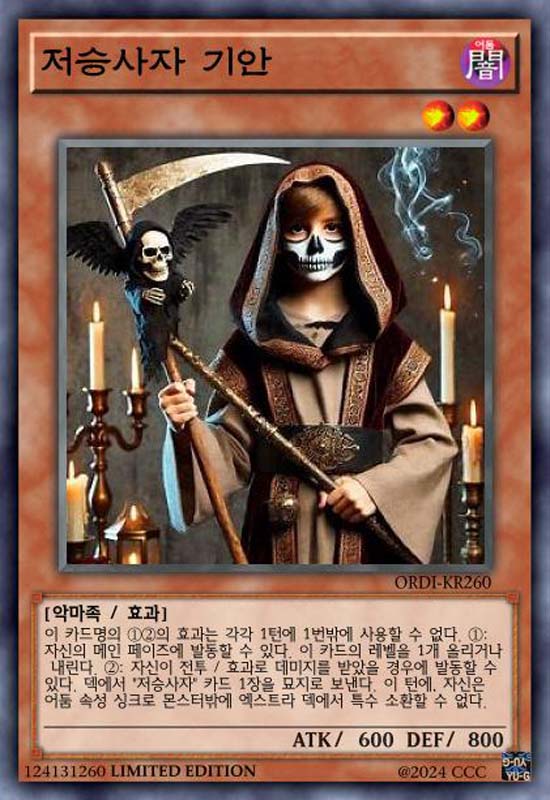 저승사자 기안
어둠
闇
ORDI-KR260
[악마족 / 효과]
이 카드명의 ①②의 효과는 각각 1턴에 1번밖에 사용할 수 없다. ①:
자신의 메인 페이즈에 발동할 수 있다. 이 카드의 레벨을 1개 올리거나
내린다. ②: 자신이 전투 / 효과로 데미지를 받았을 경우에 발동할 수
있다. 덱에서 "저승사자" 카드 1장을 묘지로 보낸다. 이 턴에, 자신은
어둠 속성 싱크로 몬스터밖에 엑스트라 덱에서 특수 소환할 수 없다.
ATK/ 600 DEF/ 800
124131260 LIMITED EDITION @2024 CCC